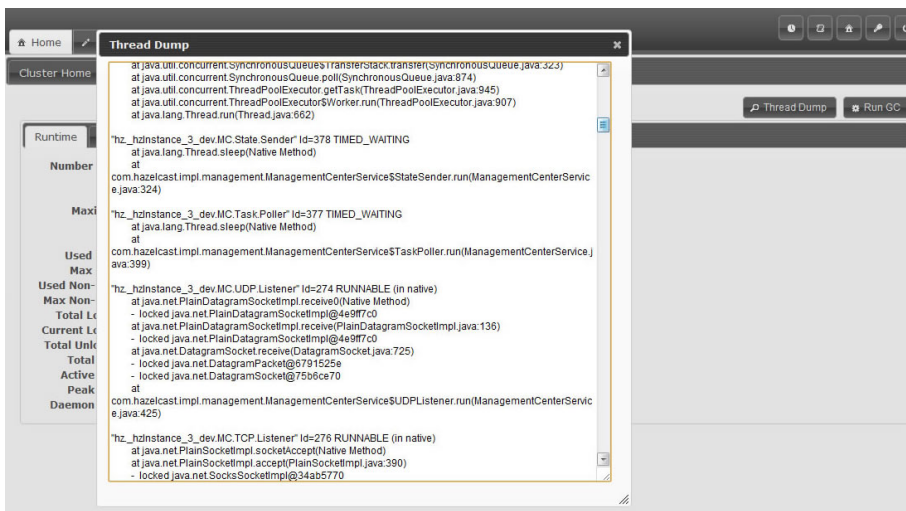 Home
Thread Dump
Cluster Home
Thread Dump
Run GC
Runtime
Number
Maxi
Used
Max
Used Non-
Max Non-
Total Lo
Current Lo
Total Unlo
Total
Active
Peak
Daemon
at java.util.concurrent.SynchronousQueue$TransferStack.transfer(SynchronousQueue.java:323)
at java.util.concurrent.SynchronousQueue.poll(SynchronousQueue.java:874)
at java.util.concurrent.ThreadPoolExecutor.getTask(ThreadPoolExecutor.java:945)
at java.util.concurrent.ThreadPoolExecutor$Worker.run(ThreadPoolExecutor.java:907)
at java.lang.Thread.run(Thread.java:662)
"hz._hzInstance_3_dev.MC.State.Sender" Id=378 TIMED_WAITING
at java.lang.Thread.sleep(Native Method)
at
com.hazelcast.impl.management.ManagementCenterService$StateSender.run(ManagementCenterServic
e.java:324)
"hz._hzInstance_3_dev.MC.Task.Poller" Id=377 TIMED_WAITING
at java.lang.Thread.sleep(Native Method)
at
com.hazelcast.impl.management.ManagementCenterService$TaskPoller.run(ManagementCenterService.j
ava:399)
"hz._hzInstance_3_dev.MC.UDP.Listener" Id=274 RUNNABLE (in native)
at java.net.PlainDatagramSocketImpl.receive0(Native Method)
- locked java.net.PlainDatagramSocketImpl@4e9ff7c0
at java.net.PlainDatagramSocketImpl.receive(PlainDatagramSocketImpl.java:136)
- locked java.net.PlainDatagramSocketImpl@4e9ff7c0
at java.net.DatagramSocket.receive(DatagramSocket.java:725)
- locked java.net.DatagramPacket@6791525e
- locked java.net.DatagramSocket@75b6ce70
at
com.hazelcast.impl.management.ManagementCenterService$UDPListener.run(ManagementCenterServic
e.java:425)
"hz._hzInstance_3_dev.MC.TCP.Listener" Id=276 RUNNABLE (in native)
at java.net.PlainSocketImpl.socketAccept(Native Method)
at java.net.PlainSocketImpl.accept(PlainSocketImpl.java:390)
- locked java.net.SocksSocketImpl@34ab5770